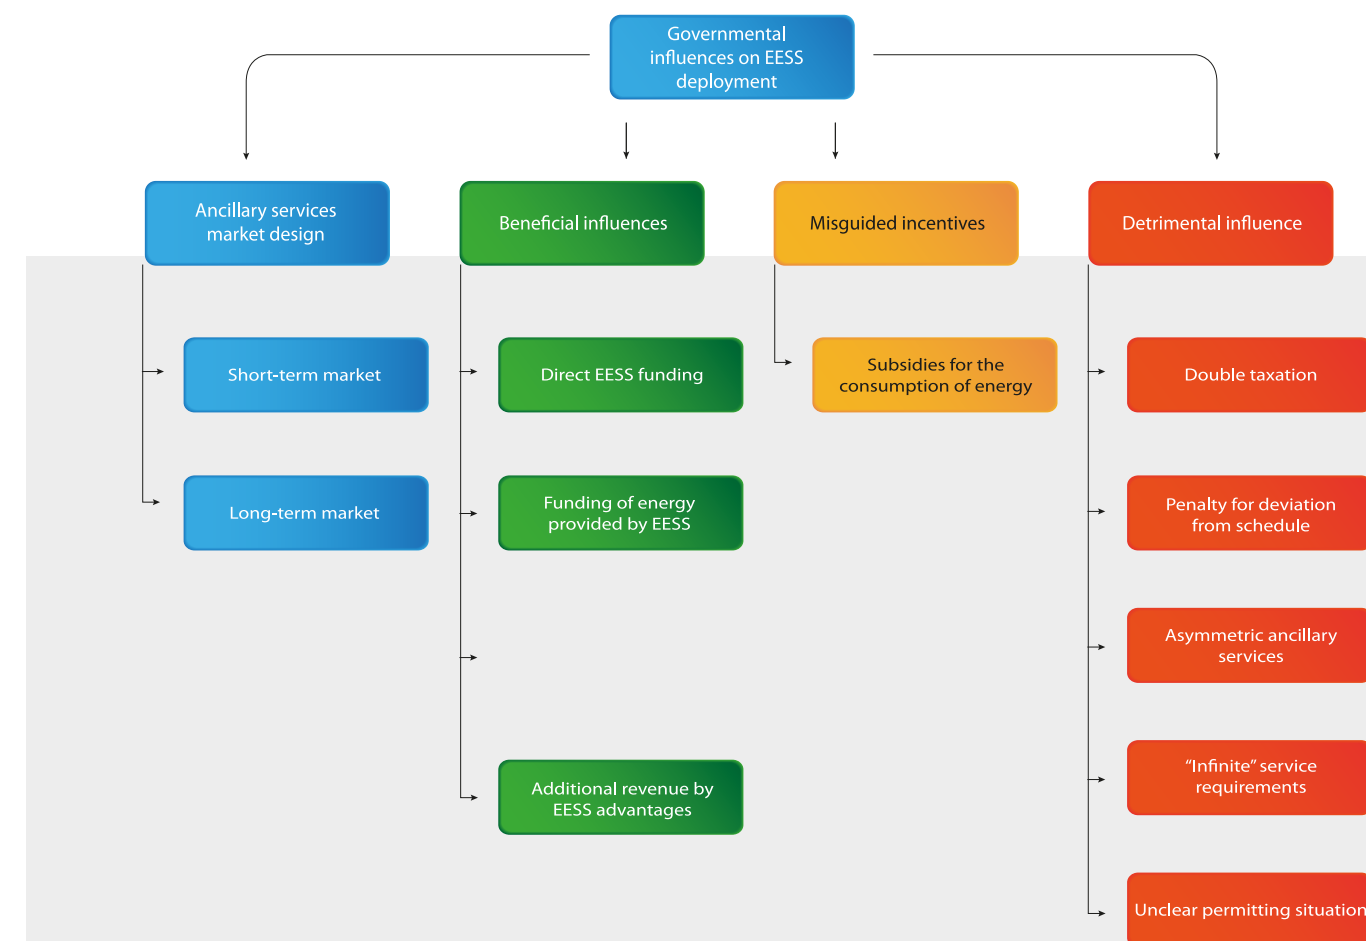 Governmental
influences on EESS
deployment
Ancillary services
market design
Beneficial influences
Misguided incentives
Detrimental influence
Short-term market
Direct EESS funding
Subsidies for the
consumption of energy
Double taxation
Long-term market
Funding of energy
provided by EESS
Penalty for deviation
from schedule
Asymmetric ancillary
services
Additional revenue by
EESS advantages
“Infinite” service
requirements
Unclear permitting situation